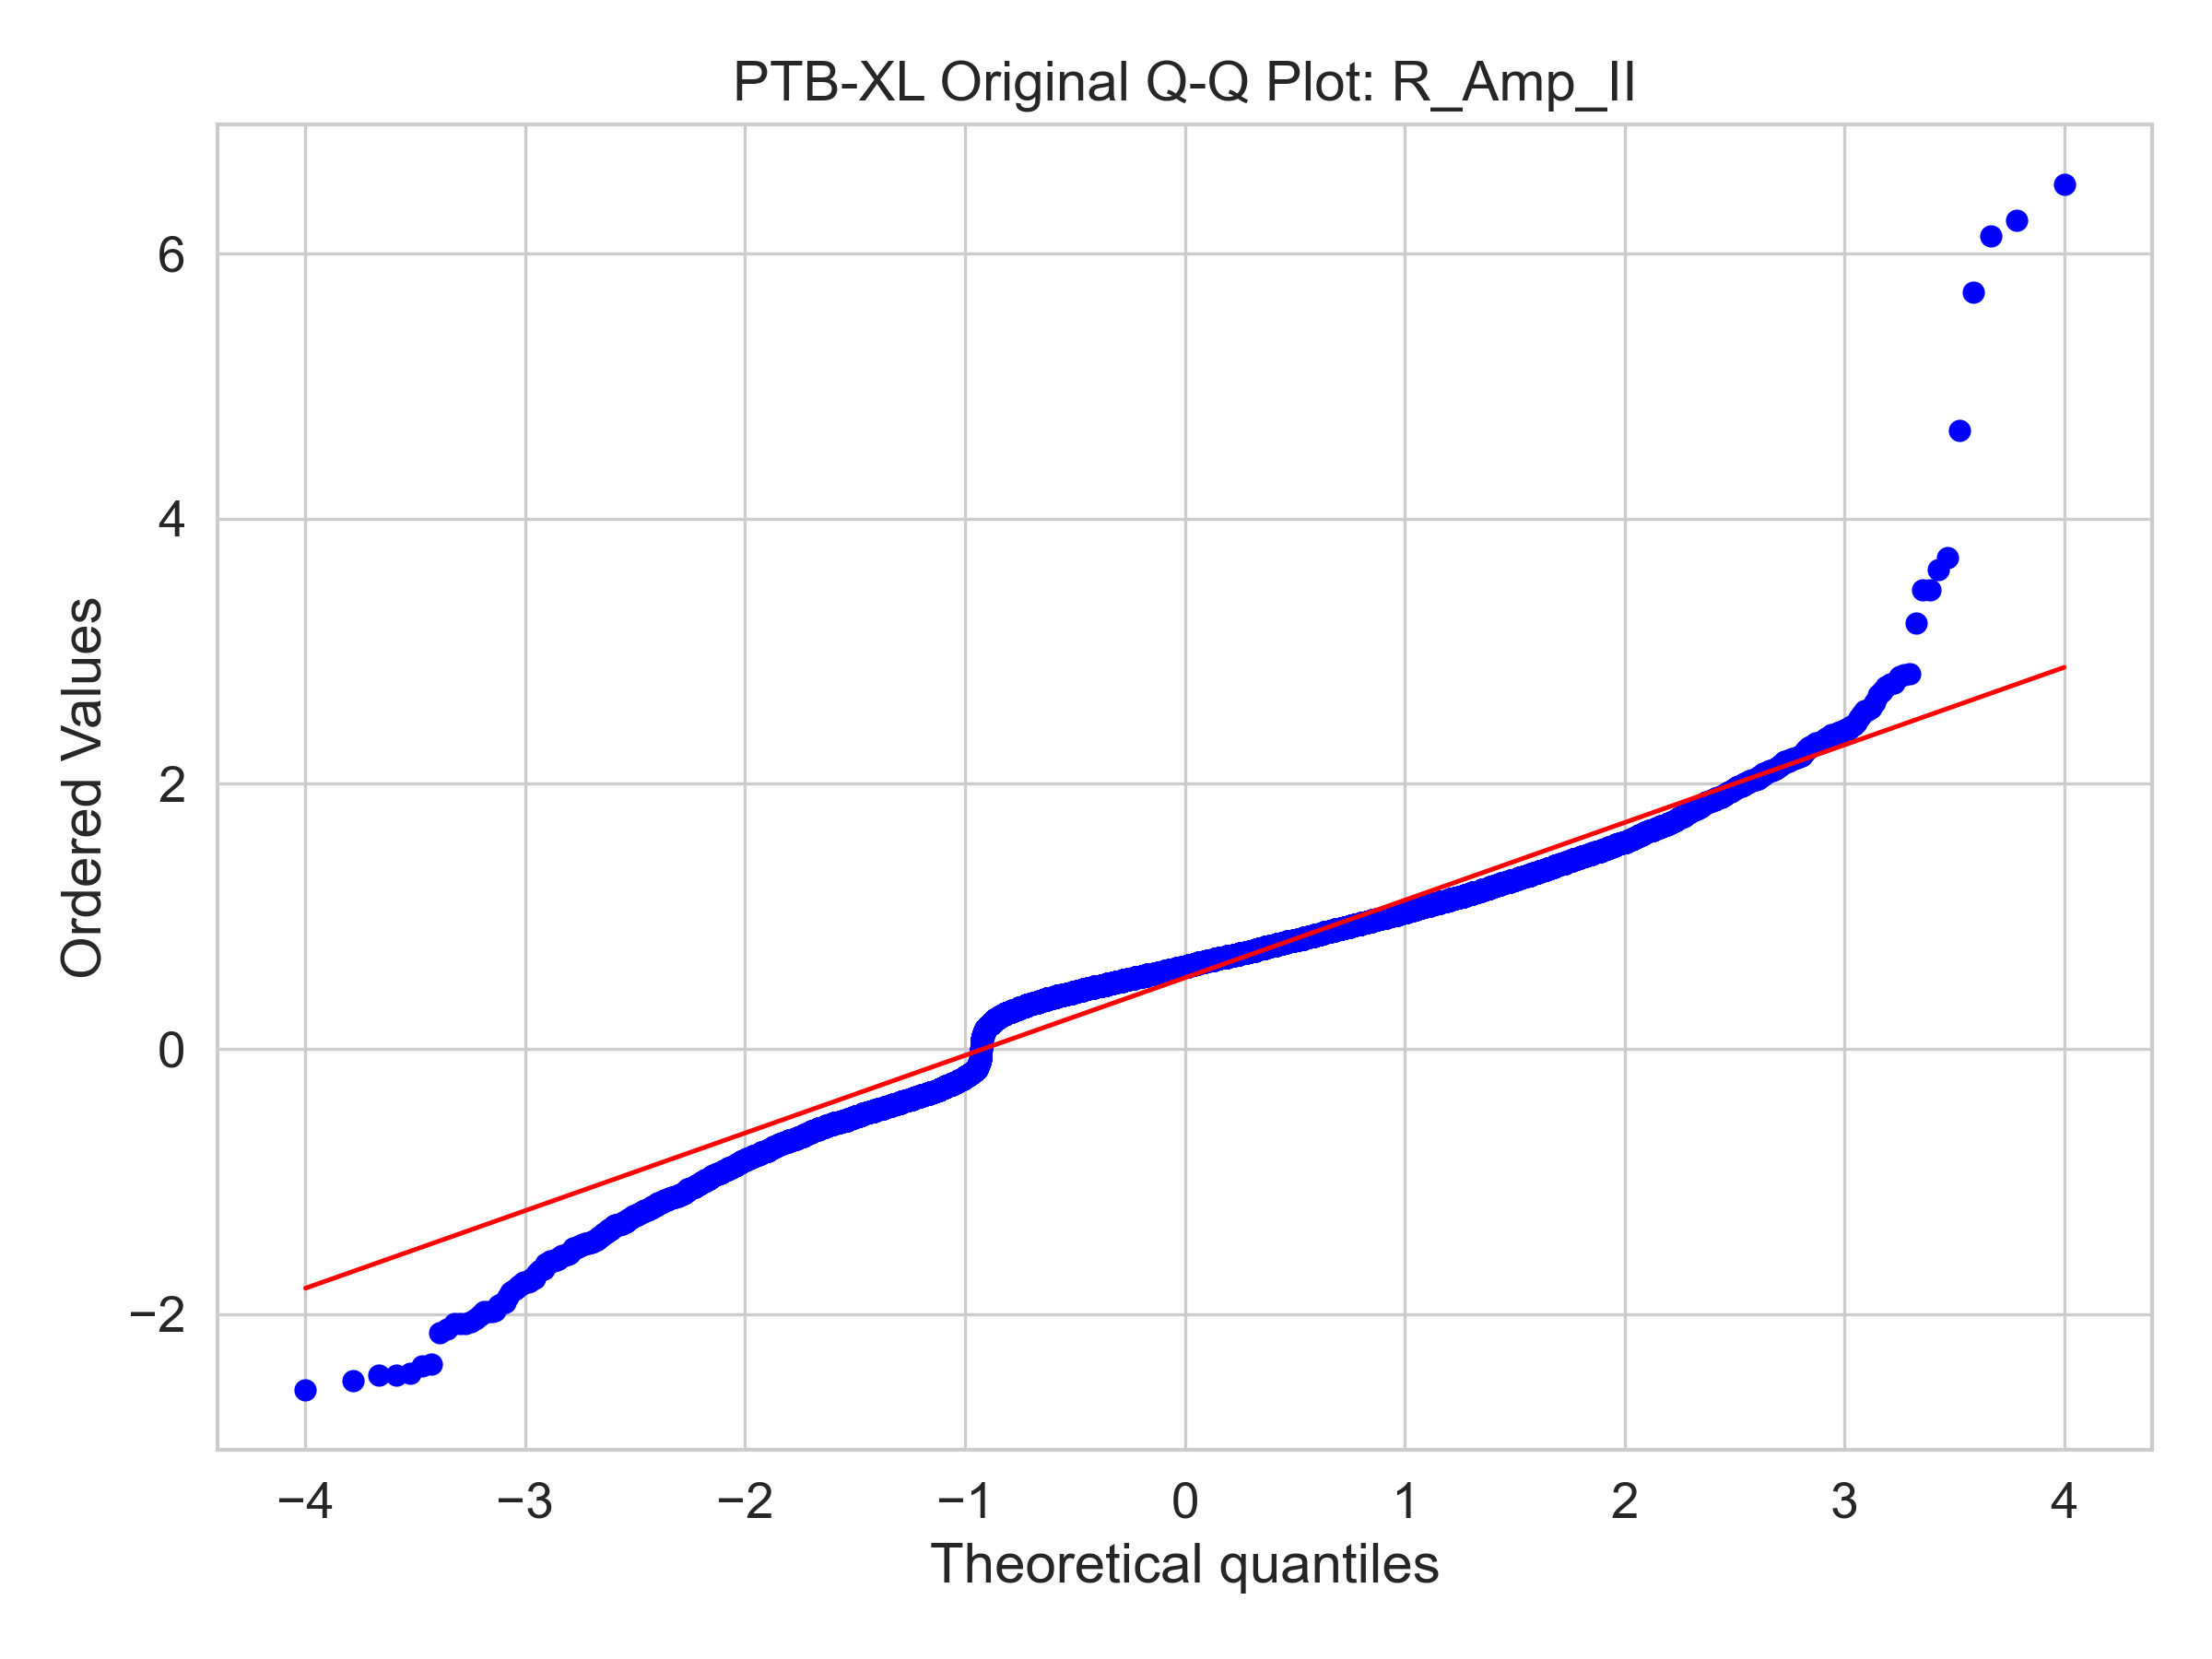 PTB-XL Original Q-Q Plot: R_Amp_II
Ordered Values
6
4
2
0
−2
−4 −3 −2 −1 0 1 2 3 4
Theoretical quantiles